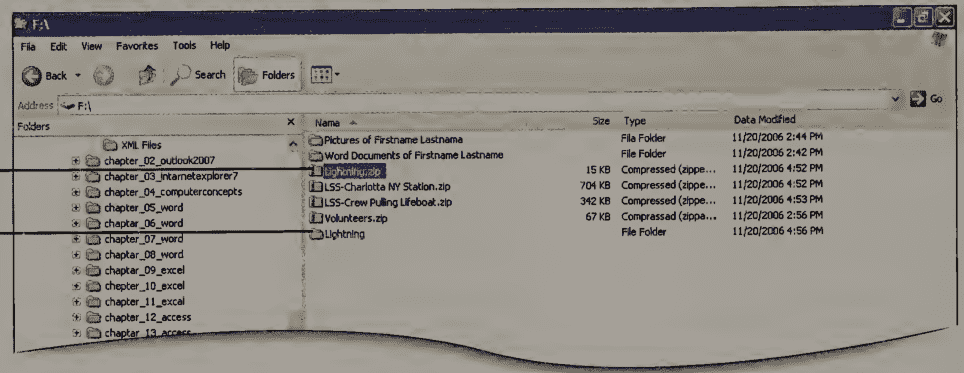 F:\
File Edit View Favorites Tools Help
Back Search Folders
Address F:\ Go
Folders
XML Files
chapter_02_outlook2007
chapter_03_internetexplorer7
chapter_04_computerconcepts
chapter_05_word
chapter_06_word
chapter_07_word
chapter_08_word
chapter_09_excel
chapter_10_excel
chapter_11_excel
chapter_12_access
chapter_13_access
Name Size Type Date Modified
Pictures of Firstname Lastname File Folder 11/20/2006 2:44 PM
Word Documents of Firstname Lastname File Folder 11/20/2006 2:42 PM
Lightning.zip 15 KB Compressed (zippe... 11/20/2006 4:52 PM
LSS-Charlotta NY Station.zip 704 KB Compressed (zippe... 11/20/2006 4:52 PM
LSS-Crew Pulling Lifeboat.zip 342 KB Compressed (zippe... 11/20/2006 4:53 PM
Volunteers.zip 67 KB Compressed (zippe... 11/20/2006 2:56 PM
Lightning File Folder 11/20/2006 4:56 PM